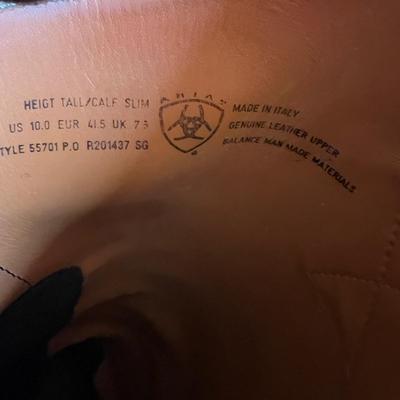 HEIGT TALL/CALF SLIM
US 10.0 EUR 41.5 UK 7.5
TYLE 55701 P.O R201437 SG
ARIAT
MADE IN ITALY
GENUINE LEATHER UPPER
BALANCE MAN MADE MATERIALS